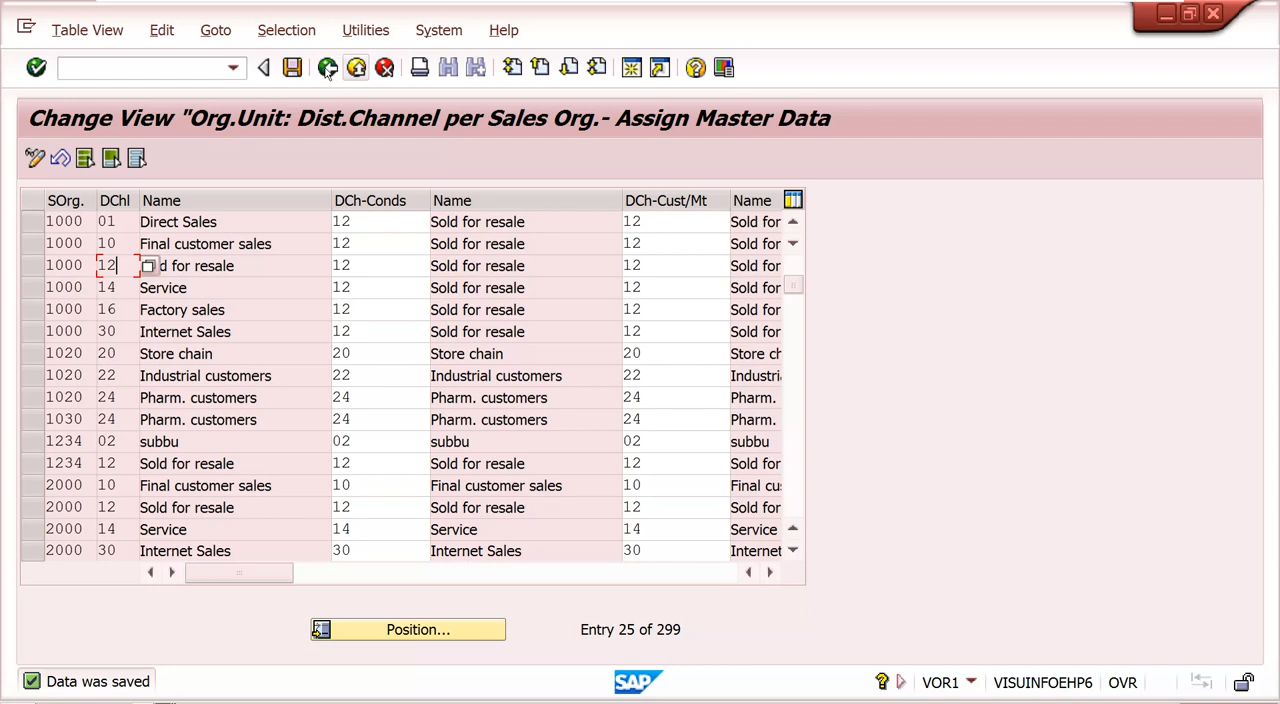 Table View Edit Goto Selection Utilities System Help
Change View "Org.Unit: Dist.Channel per Sales Org.- Assign Master Data
SOrg. DChl Name DCh-Conds Name DCh-Cust/Mt Name
1000 01 Direct Sales 12 Sold for resale 12 Sold for
1000 10 Final customer sales 12 Sold for resale 12 Sold for
1000 12 d for resale 12 Sold for resale 12 Sold for
1000 14 Service 12 Sold for resale 12 Sold for
1000 16 Factory sales 12 Sold for resale 12 Sold for
1000 30 Internet Sales 12 Sold for resale 12 Sold for
1020 20 Store chain 20 Store chain 20 Store ch
1020 22 Industrial customers 22 Industrial customers 22 Industri
1020 24 Pharm. customers 24 Pharm. customers 24 Pharm.
1030 24 Pharm. customers 24 Pharm. customers 24 Pharm.
1234 02 subbu 02 subbu 02 subbu
1234 12 Sold for resale 12 Sold for resale 12 Sold for
2000 10 Final customer sales 10 Final customer sales 10 Final cu
2000 12 Sold for resale 12 Sold for resale 12 Sold for
2000 14 Service 14 Service 14 Service
2000 30 Internet Sales 30 Internet Sales 30 Internet
Position... Entry 25 of 299
Data was saved SAP VOR1 VISUINFOEHP6 OVR